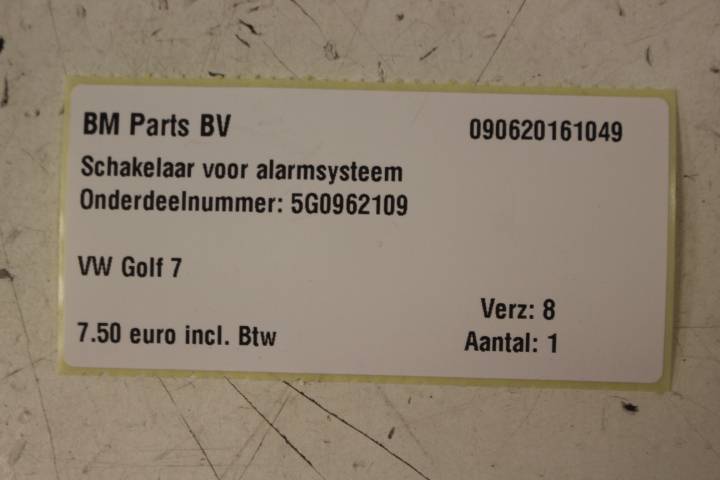 BM Parts BV 090620161049
Schakelaar voor alarmsysteem
Onderdeelnummer: 5G0962109
VW Golf 7
Verz: 8
7.50 euro incl. Btw Aantal: 1